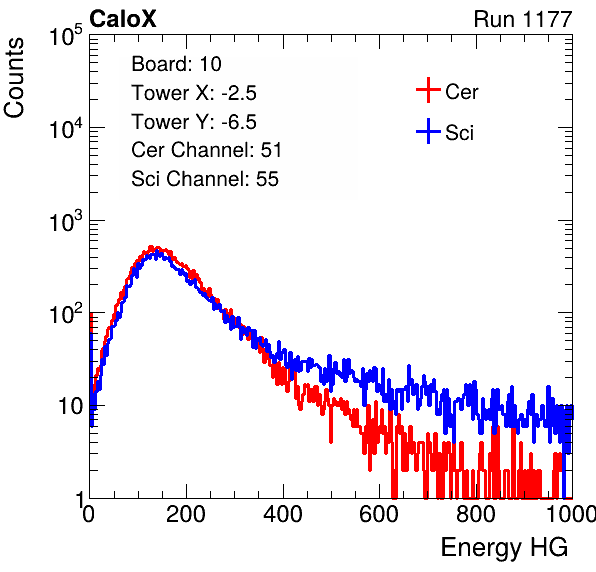 CaloX Run 1177
Counts
Board: 10
Tower X: -2.5
Tower Y: -6.5
Cer Channel: 51
Sci Channel: 55
Cer
Sci
10^5
10^4
10^3
10^2
10
1
0 200 400 600 800 1000
Energy HG